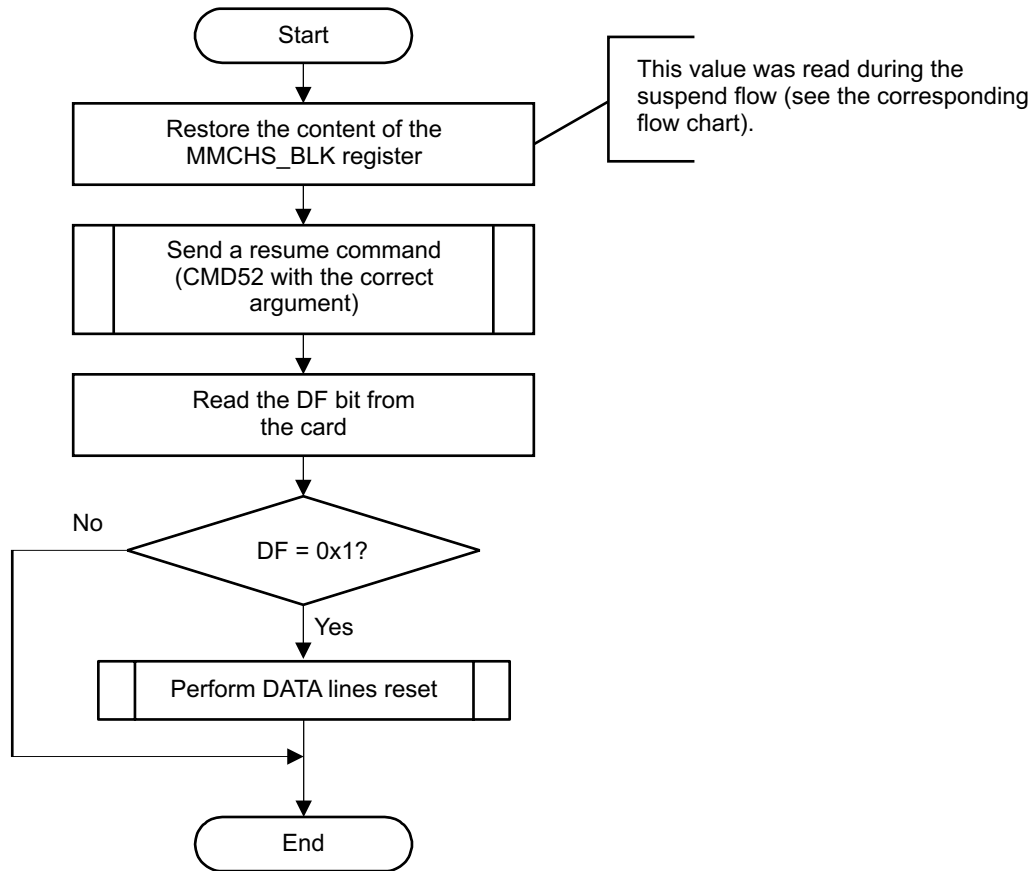 Start
This value was read during the
suspend flow (see the corresponding
flow chart).
Restore the content of the
MMCHS_BLK register
Send a resume command
(CMD52 with the correct
argument)
Read the DF bit from
the card
No
DF = 0x1?
Yes
Perform DATA lines reset
End